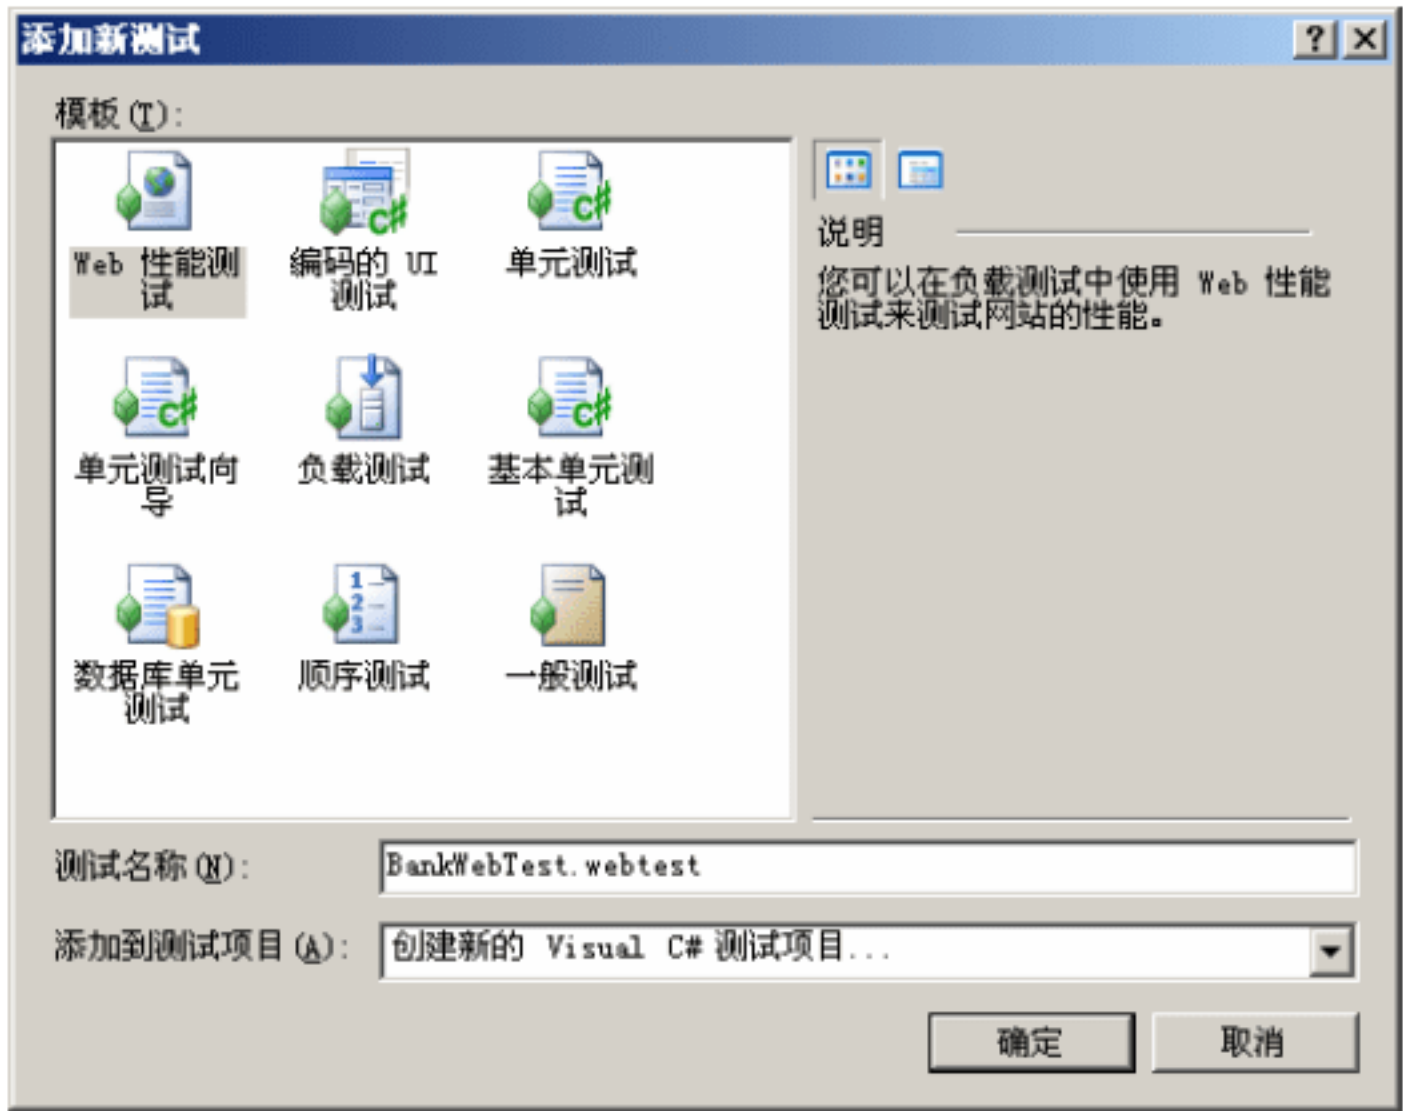 添加新测试
模板(T):
Web 性能测
试
编码的 UI
测试
单元测试
单元测试向
导
负载测试
基本单元测
试
数据库单元
测试
顺序测试
一般测试
说明
您可以在负载测试中使用 Web 性能
测试来测试网站的性能。
测试名称(N):
BankWebTest.webtest
添加到测试项目(A):
创建新的 Visual C# 测试项目...
确定
取消